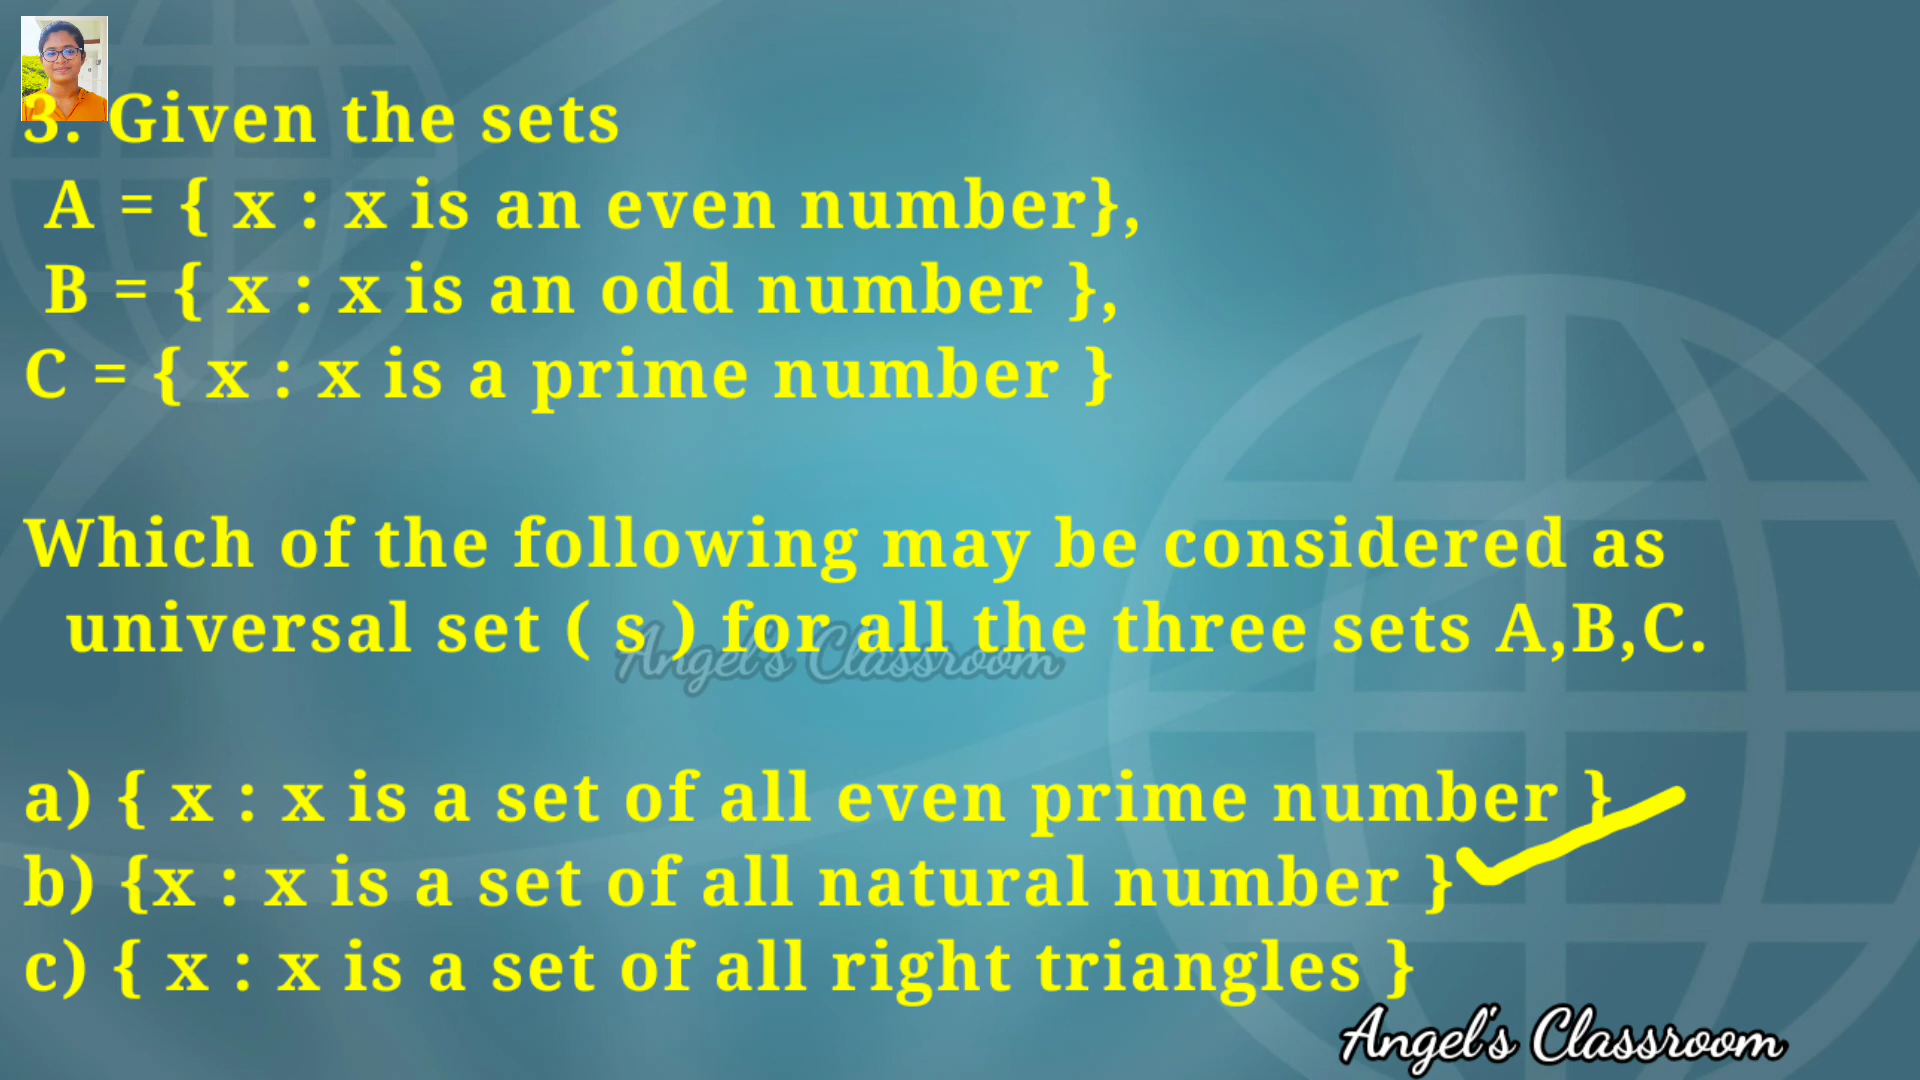 3. Given the sets
A = { x : x is an even number},
B = { x : x is an odd number },
C = { x : x is a prime number }
Which of the following may be considered as
universal set ( s ) for all the three sets A,B,C.
Angel's Classroom
a) { x : x is a set of all even prime number }
b) {x : x is a set of all natural number }
c) { x : x is a set of all right triangles }
Angel's Classroom